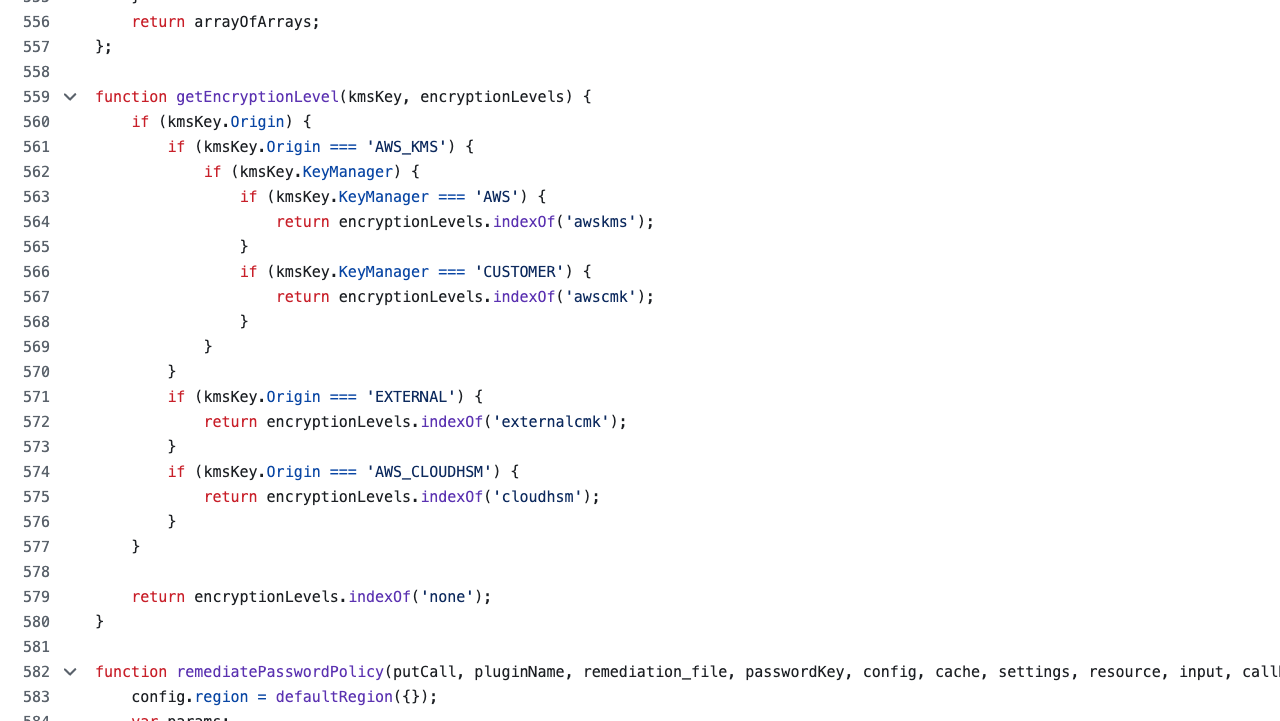 556 return arrayOfArrays;
557 };
558
559 function getEncryptionLevel(kmsKey, encryptionLevels) {
560 if (kmsKey.Origin) {
561 if (kmsKey.Origin === 'AWS_KMS') {
562 if (kmsKey.KeyManager) {
563 if (kmsKey.KeyManager === 'AWS') {
564 return encryptionLevels.indexOf('awskms');
565 }
566 if (kmsKey.KeyManager === 'CUSTOMER') {
567 return encryptionLevels.indexOf('awscmk');
568 }
569 }
570 }
571 if (kmsKey.Origin === 'EXTERNAL') {
572 return encryptionLevels.indexOf('externalcmk');
573 }
574 if (kmsKey.Origin === 'AWS_CLOUDHSM') {
575 return encryptionLevels.indexOf('cloudhsm');
576 }
577 }
578
579 return encryptionLevels.indexOf('none');
580 }
581
582 function remediatePasswordPolicy(putCall, pluginName, remediation_file, passwordKey, config, cache, settings, resource, input, call
583 config.region = defaultRegion({});
584 var params;